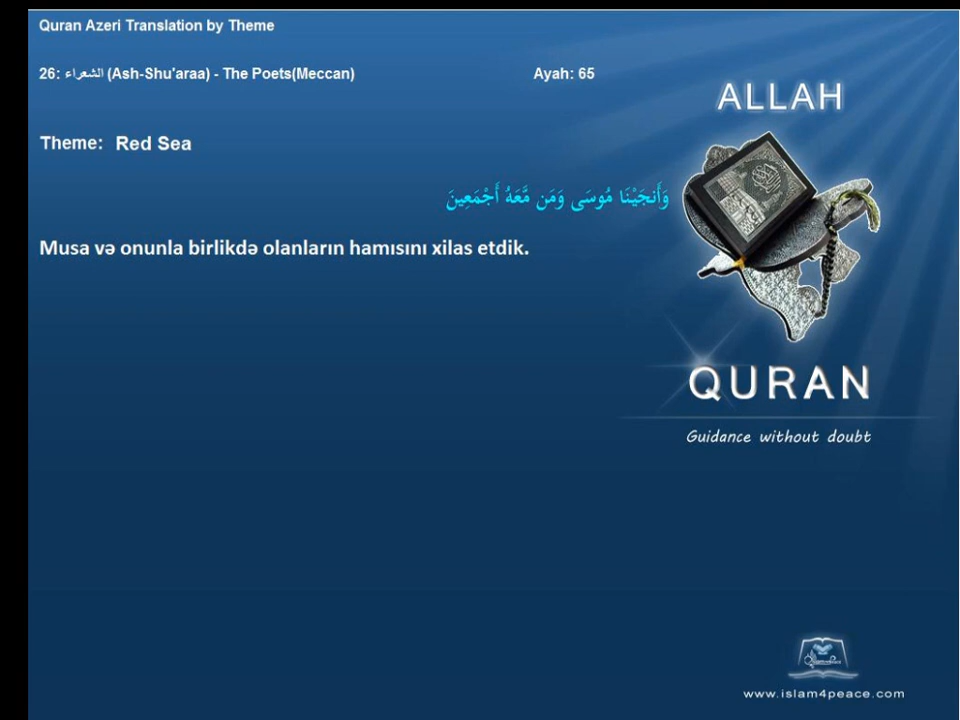 Quran Azeri Translation by Theme
26: الشعراء (Ash-Shu'araa) - The Poets(Meccan) Ayah: 65
ALLAH
Theme: Red Sea
وَأَنجَيْنَا مُوسَى وَمَن مَّعَهُ أَجْمَعِينَ
Musa və onunla birlikdə olanların hamısını xilas etdik.
QURAN
Guidance without doubt
www.islam4peace.com